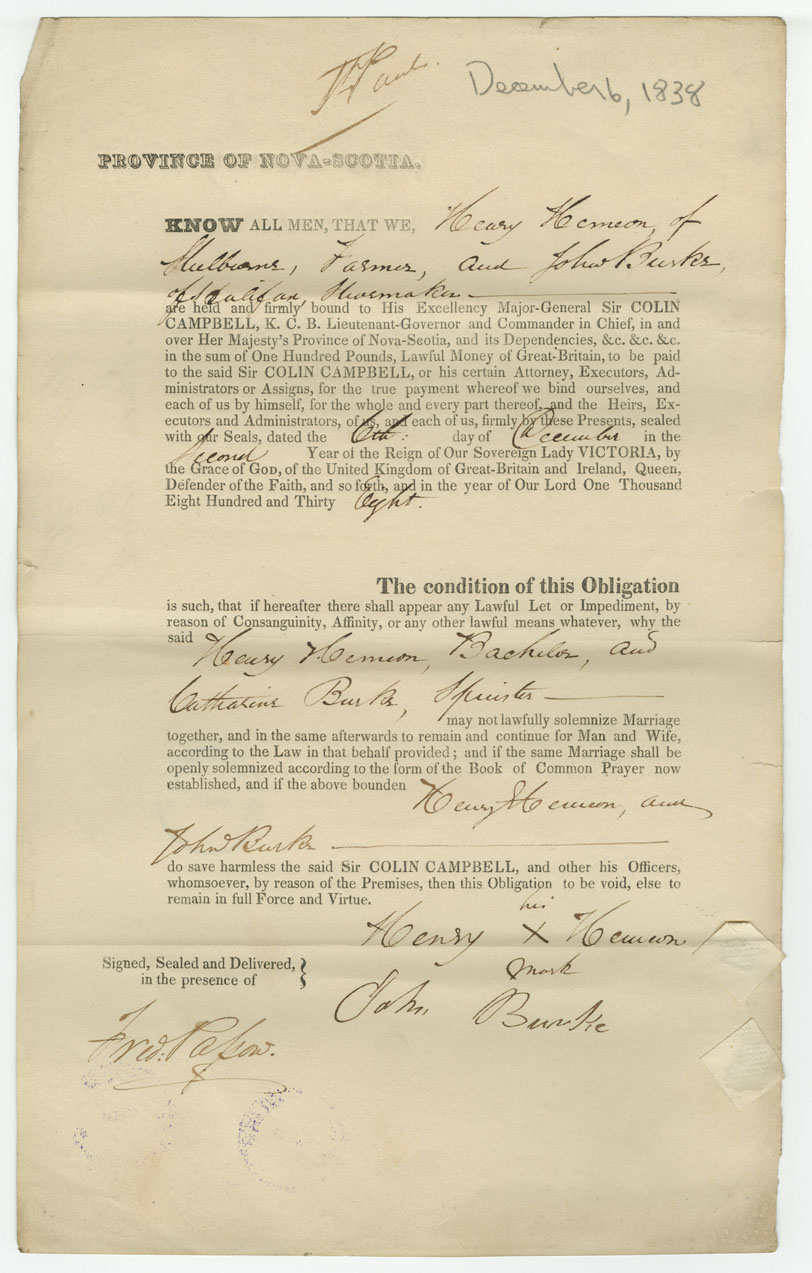 St Pauls.
December 6, 1838
PROVINCE OF NOVA-SCOTIA.
KNOW ALL MEN, THAT WE, Henry Hemeon, of
Shelburne, Farmer, and John Burke,
of Halifax, Shoemaker
are held and firmly bound to His Excellency Major-General Sir COLIN
CAMPBELL, K. C. B. Lieutenant-Governor and Commander in Chief, in and
over Her Majesty's Province of Nova-Scotia, and its Dependencies, &c. &c. &c.
in the sum of One Hundred Pounds, Lawful Money of Great-Britain, to be paid
to the said Sir COLIN CAMPBELL, or his certain Attorney, Executors, Ad-
ministrators or Assigns, for the true payment whereof we bind ourselves, and
each of us by himself, for the whole and every part thereof, and the Heirs, Ex-
ecutors and Administrators, of us, and each of us, firmly by these Presents, sealed
with our Seals, dated the 6th: day of December in the
Second Year of the Reign of Our Sovereign Lady VICTORIA, by
the Grace of GOD, of the United Kingdom of Great-Britain and Ireland, Queen,
Defender of the Faith, and so forth, and in the year of Our Lord One Thousand
Eight Hundred and Thirty Eight.
The condition of this Obligation
is such, that if hereafter there shall appear any Lawful Let or Impediment, by
reason of Consanguinity, Affinity, or any other lawful means whatever, why the
said Henry Hemeon, Bachelor, and
Catharine Burke, Spinster
may not lawfully solemnize Marriage
together, and in the same afterwards to remain and continue for Man and Wife,
according to the Law in that behalf provided; and if the same Marriage shall be
openly solemnized according to the form of the Book of Common Prayer now
established, and if the above bounden Henry Hemeon, and
John Burke
do save harmless the said Sir COLIN CAMPBELL, and other his Officers,
whomsoever, by reason of the Premises, then this Obligation to be void, else to
remain in full Force and Virtue.
his
Henry X Hemeon
mark
Signed, Sealed and Delivered,
in the presence of
John Burke
Fred. Passow.